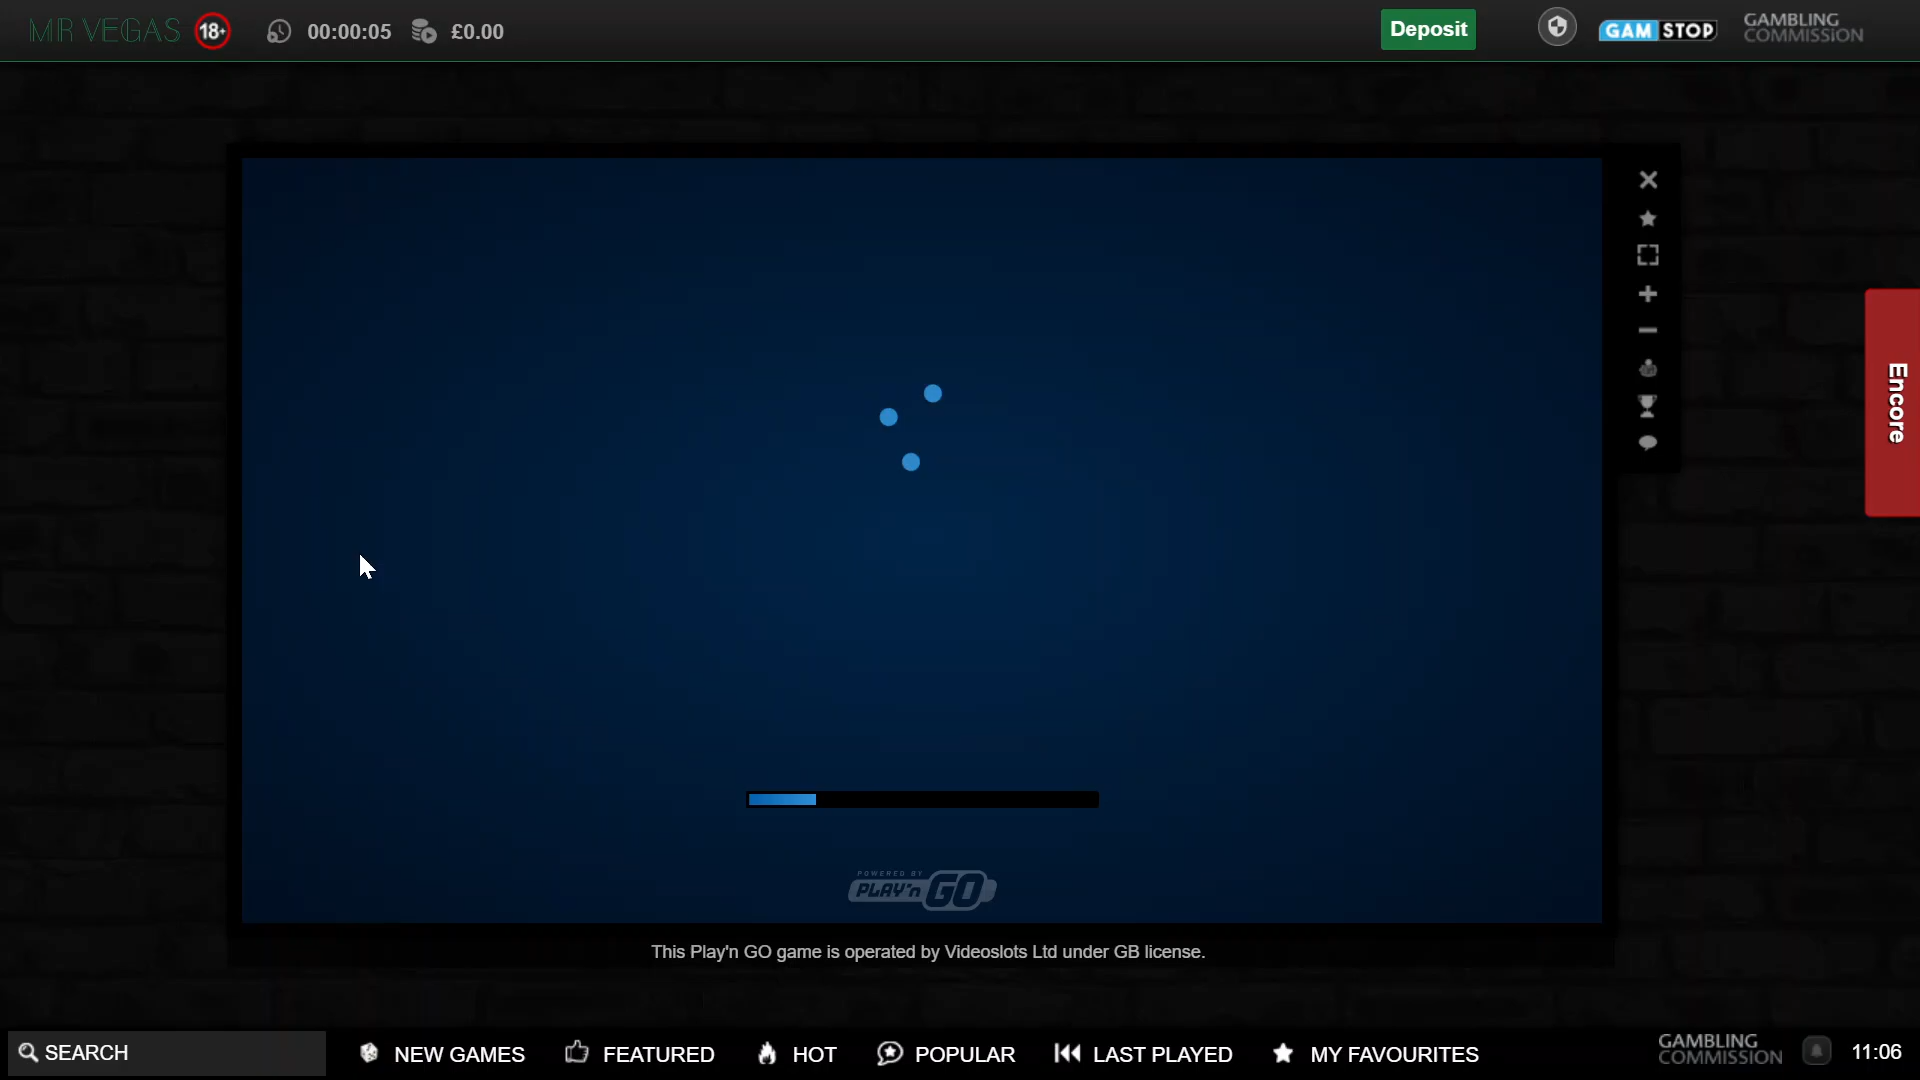 MR VEGAS 18+ 00:00:05 £0.00 Deposit GAMSTOP GAMBLING COMMISSION
Encore
POWERED BY
PLAY'n GO
This Play'n GO game is operated by Videoslots Ltd under GB license.
SEARCH NEW GAMES FEATURED HOT POPULAR LAST PLAYED MY FAVOURITES GAMBLING COMMISSION 11:06